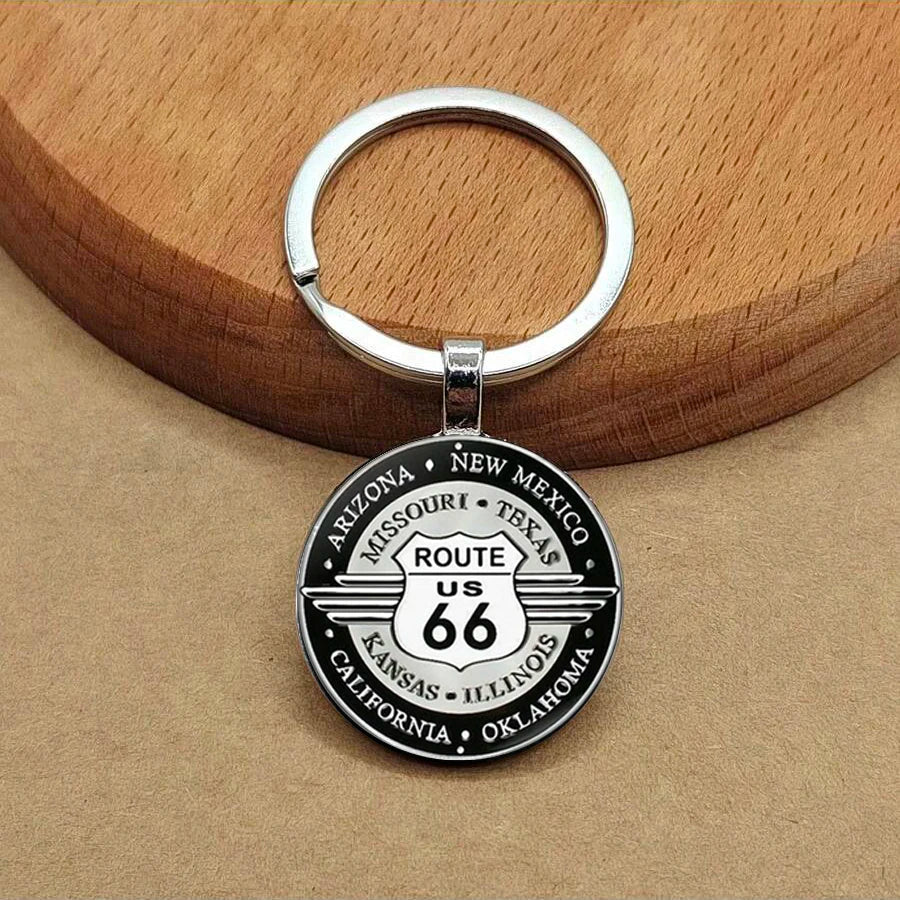 ARIZONA • NEW MEXICO
MISSOURI • TEXAS
ROUTE
US
66
KANSAS • ILLINOIS
CALIFORNIA • OKLAHOMA